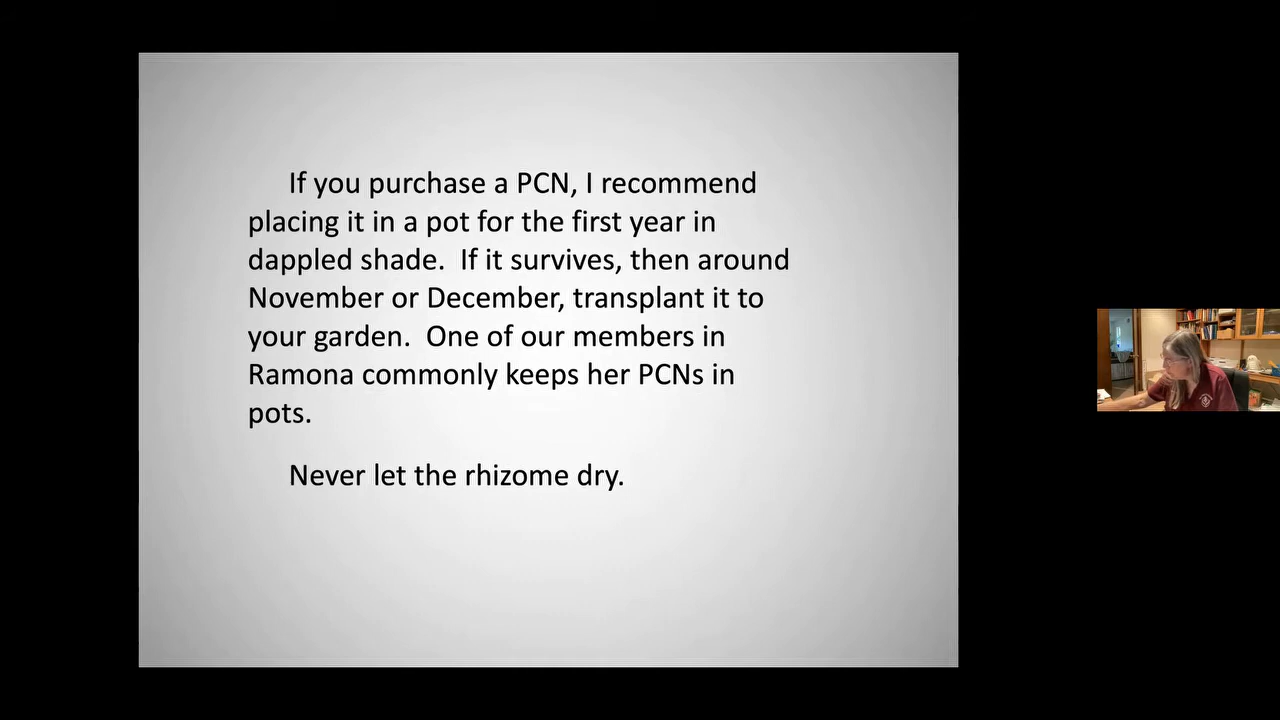 If you purchase a PCN, I recommend
placing it in a pot for the first year in
dappled shade.  If it survives, then around
November or December, transplant it to
your garden.  One of our members in
Ramona commonly keeps her PCNs in
pots.
Never let the rhizome dry.